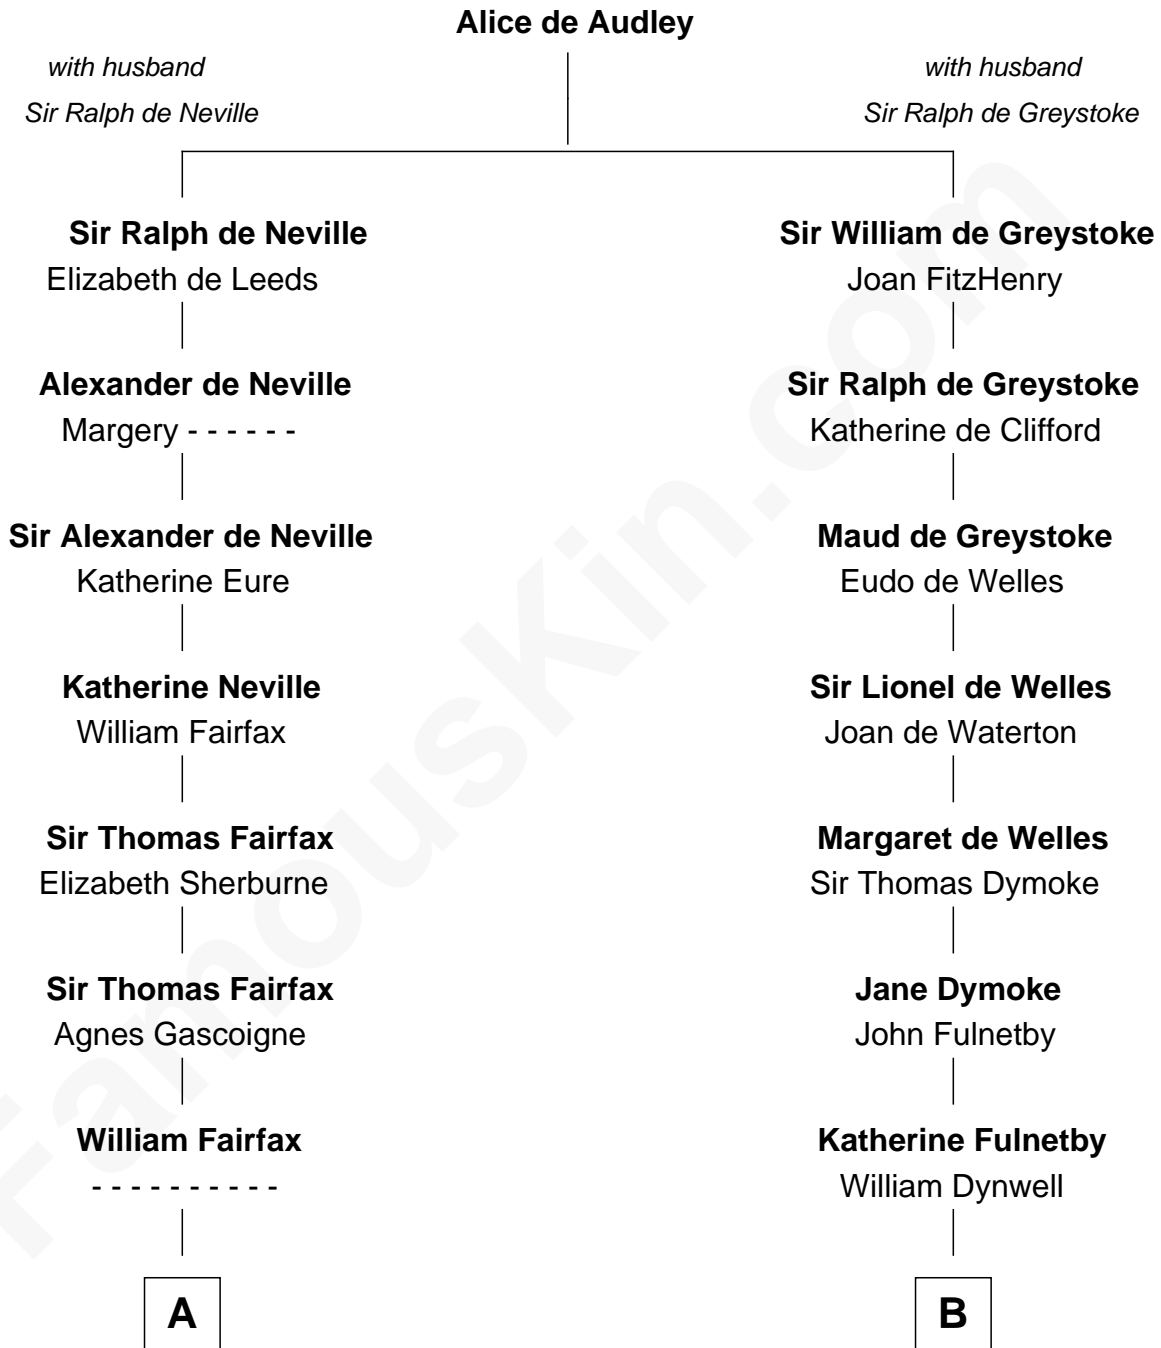 Alice de Audley
with husband
Sir Ralph de Neville
with husband
Sir Ralph de Greystoke
Sir Ralph de Neville
Elizabeth de Leeds
Sir William de Greystoke
Joan FitzHenry
Alexander de Neville
Margery - - - - - -
Sir Ralph de Greystoke
Katherine de Clifford
Sir Alexander de Neville
Katherine Eure
Maud de Greystoke
Eudo de Welles
Katherine Neville
William Fairfax
Sir Lionel de Welles
Joan de Waterton
Sir Thomas Fairfax
Elizabeth Sherburne
Margaret de Welles
Sir Thomas Dymoke
Sir Thomas Fairfax
Agnes Gascoigne
Jane Dymoke
John Fulnetby
William Fairfax
- - - - - - - - - -
Katherine Fulnetby
William Dynwell
A
B
FamousKin.com